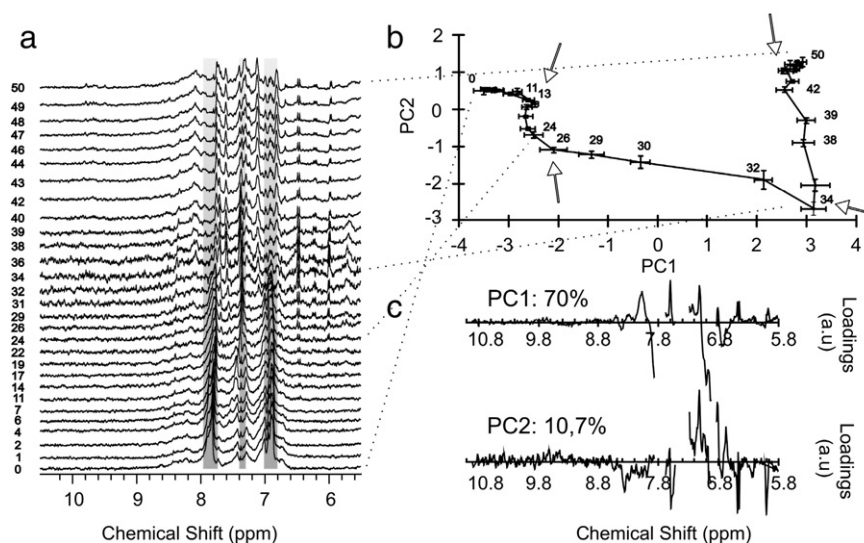 a
50
49
48
47
46
44
43
42
40
39
38
36
34
32
31
29
26
24
22
19
17
14
11
7
6
4
2
1
0
10 9 8 7 6
Chemical Shift (ppm)
b
PC2
2
1
0
-1
-2
-3
0
11
13
24
26
29
30
32
34
38
39
42
50
-4 -3 -2 -1 0 1 2 3 4
PC1
c
PC1: 70%
10.8 9.8 8.8 7.8 6.8 5.8
Loadings
(a.u)
PC2: 10,7%
10.8 9.8 8.8 7.8 6.8 5.8
Loadings
(a.u)
Chemical Shift (ppm)